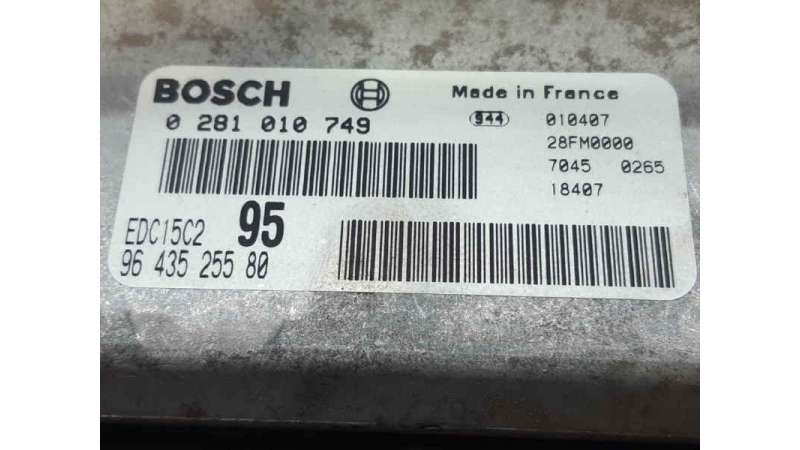 BOSCH
Made in France
0 281 010 749
944 010407
28FM0000
7045 0265
18407
EDC15C2 95
96 435 255 80